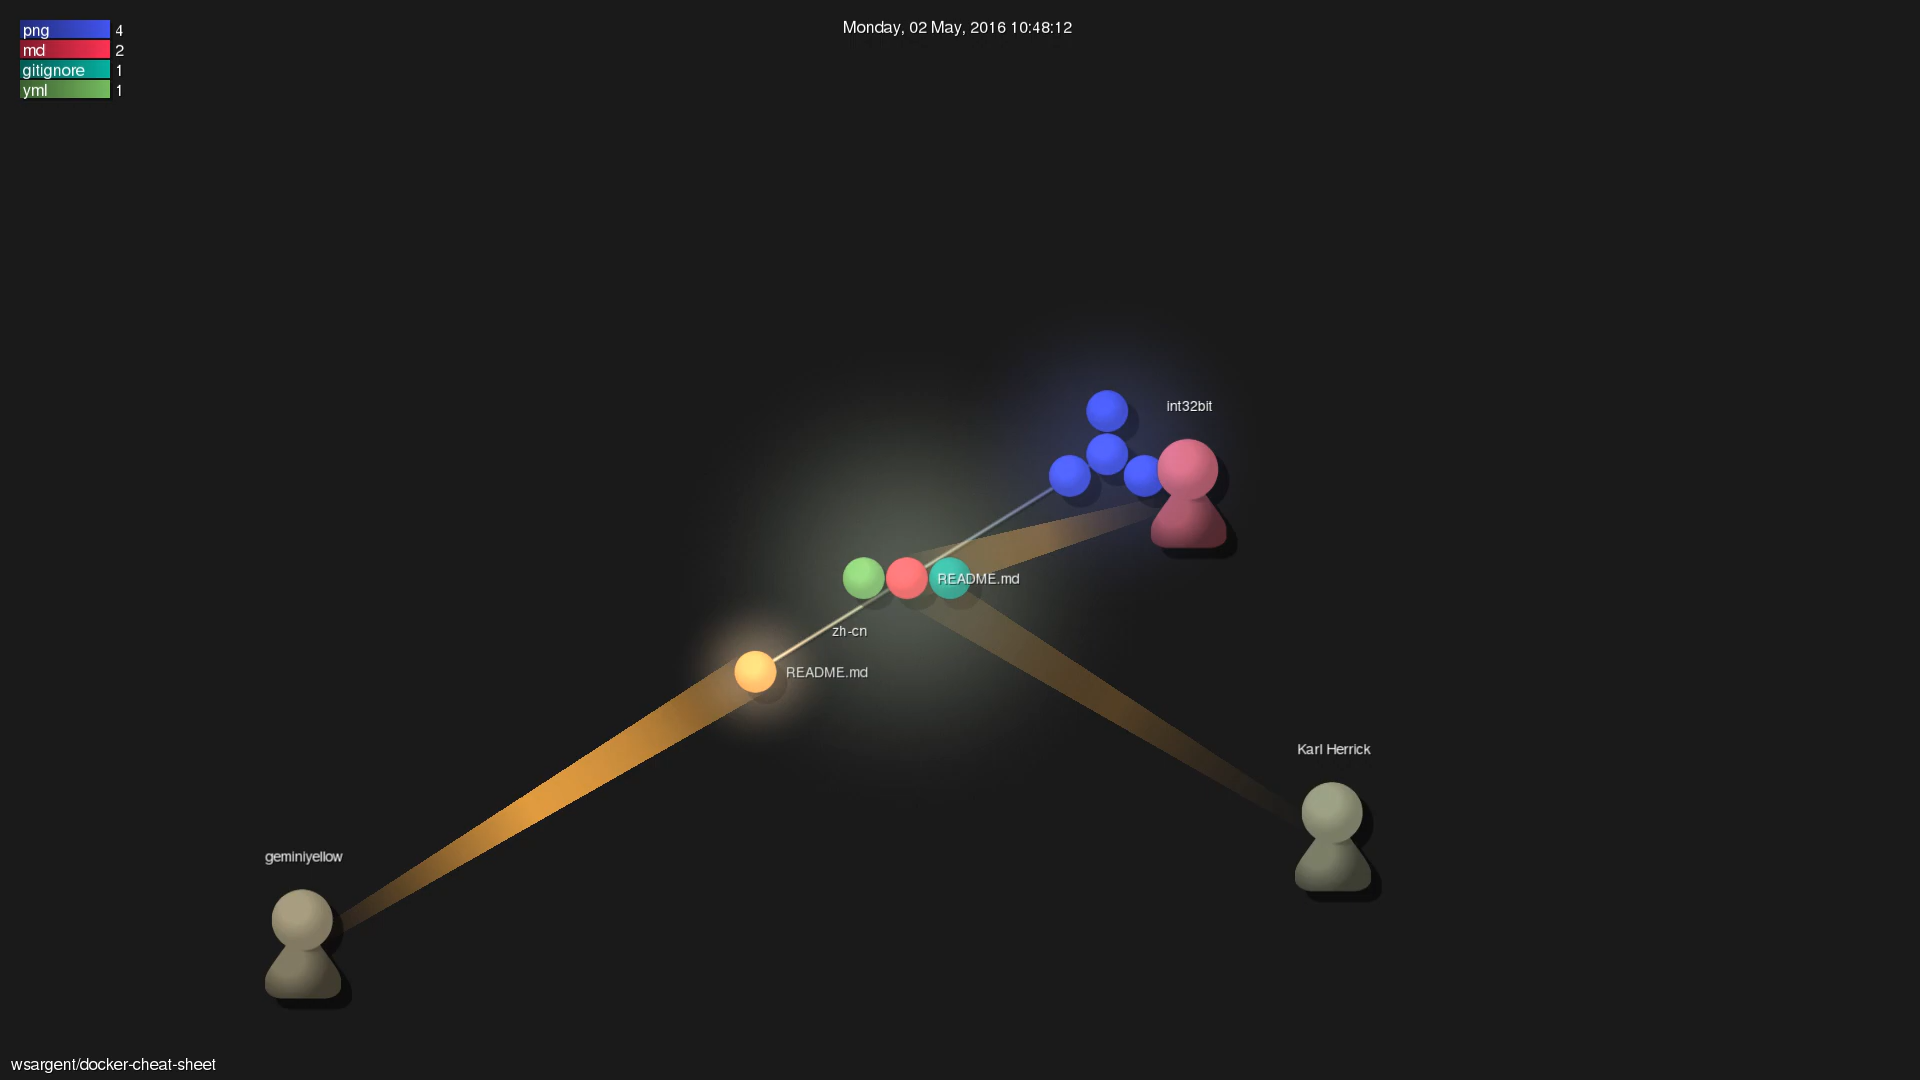 png 4
md 2
gitignore 1
yml 1
Monday, 02 May, 2016 10:48:12
int32bit
README.md
zh-cn
README.md
Karl Herrick
geminiyellow
wsargent/docker-cheat-sheet